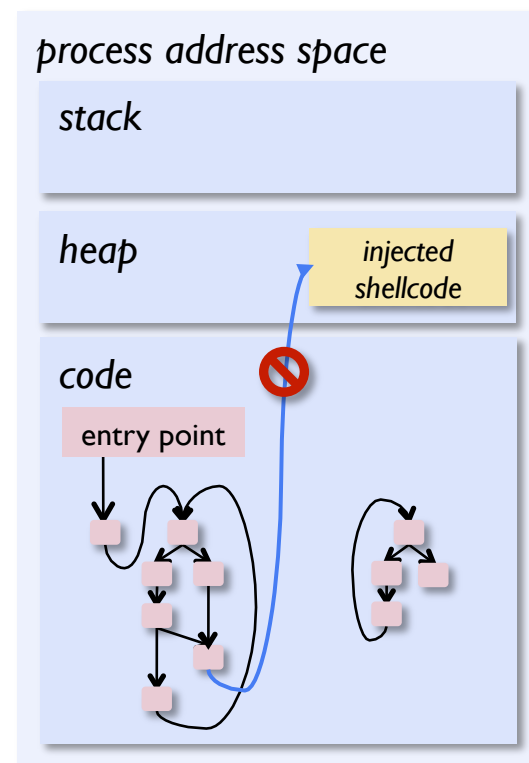 process address space
stack
heap
injected
shellcode
code
entry point